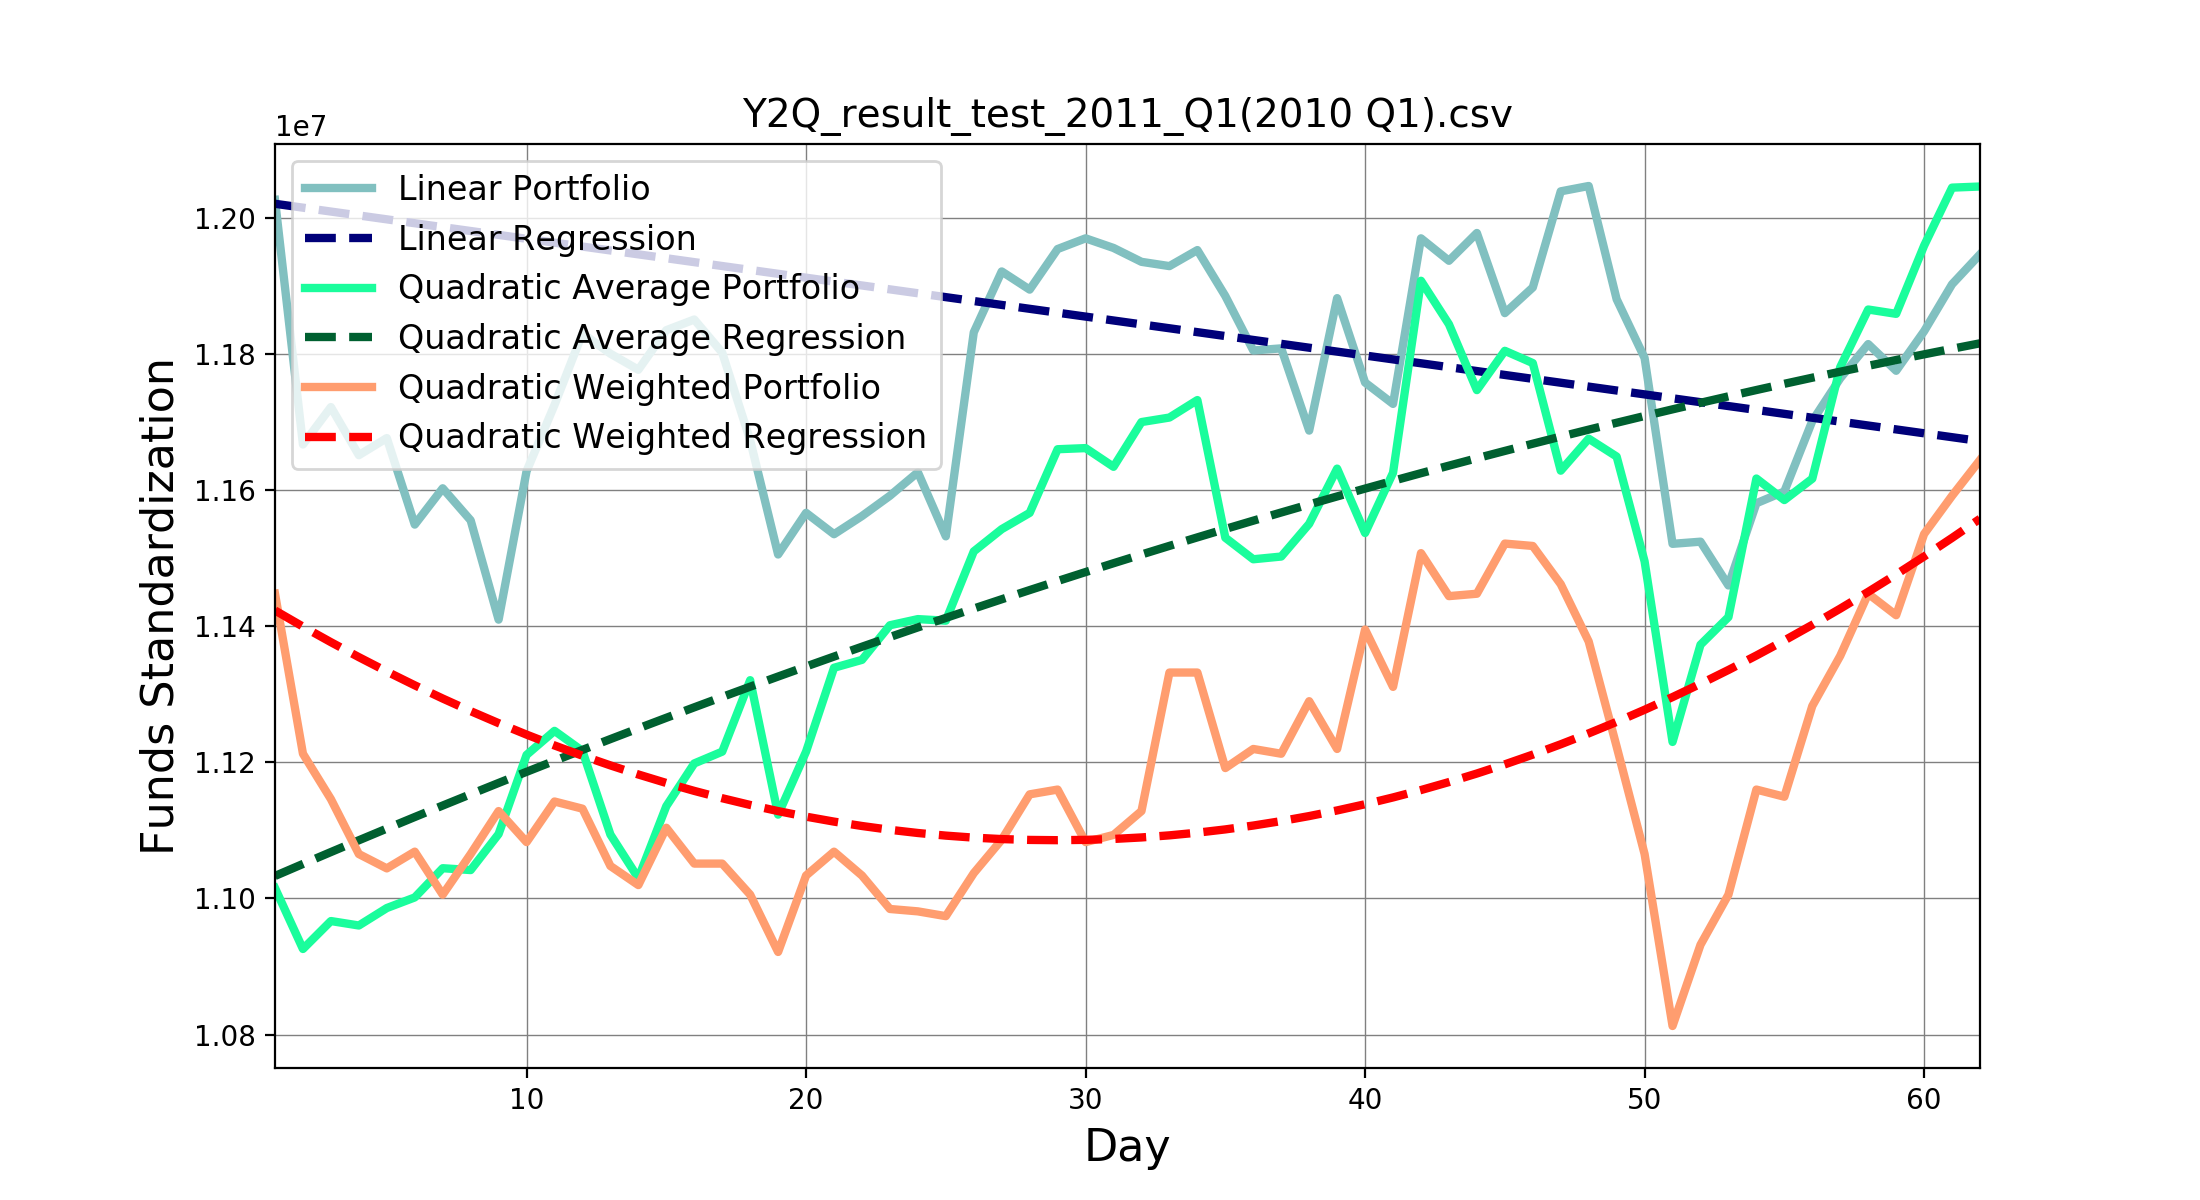 Y2Q_result_test_2011_Q1(2010 Q1).csv
1e7
Linear Portfolio
Linear Regression
Quadratic Average Portfolio
Quadratic Average Regression
Quadratic Weighted Portfolio
Quadratic Weighted Regression
Funds Standardization
1.20
1.18
1.16
1.14
1.12
1.10
1.08
10 20 30 40 50 60
Day